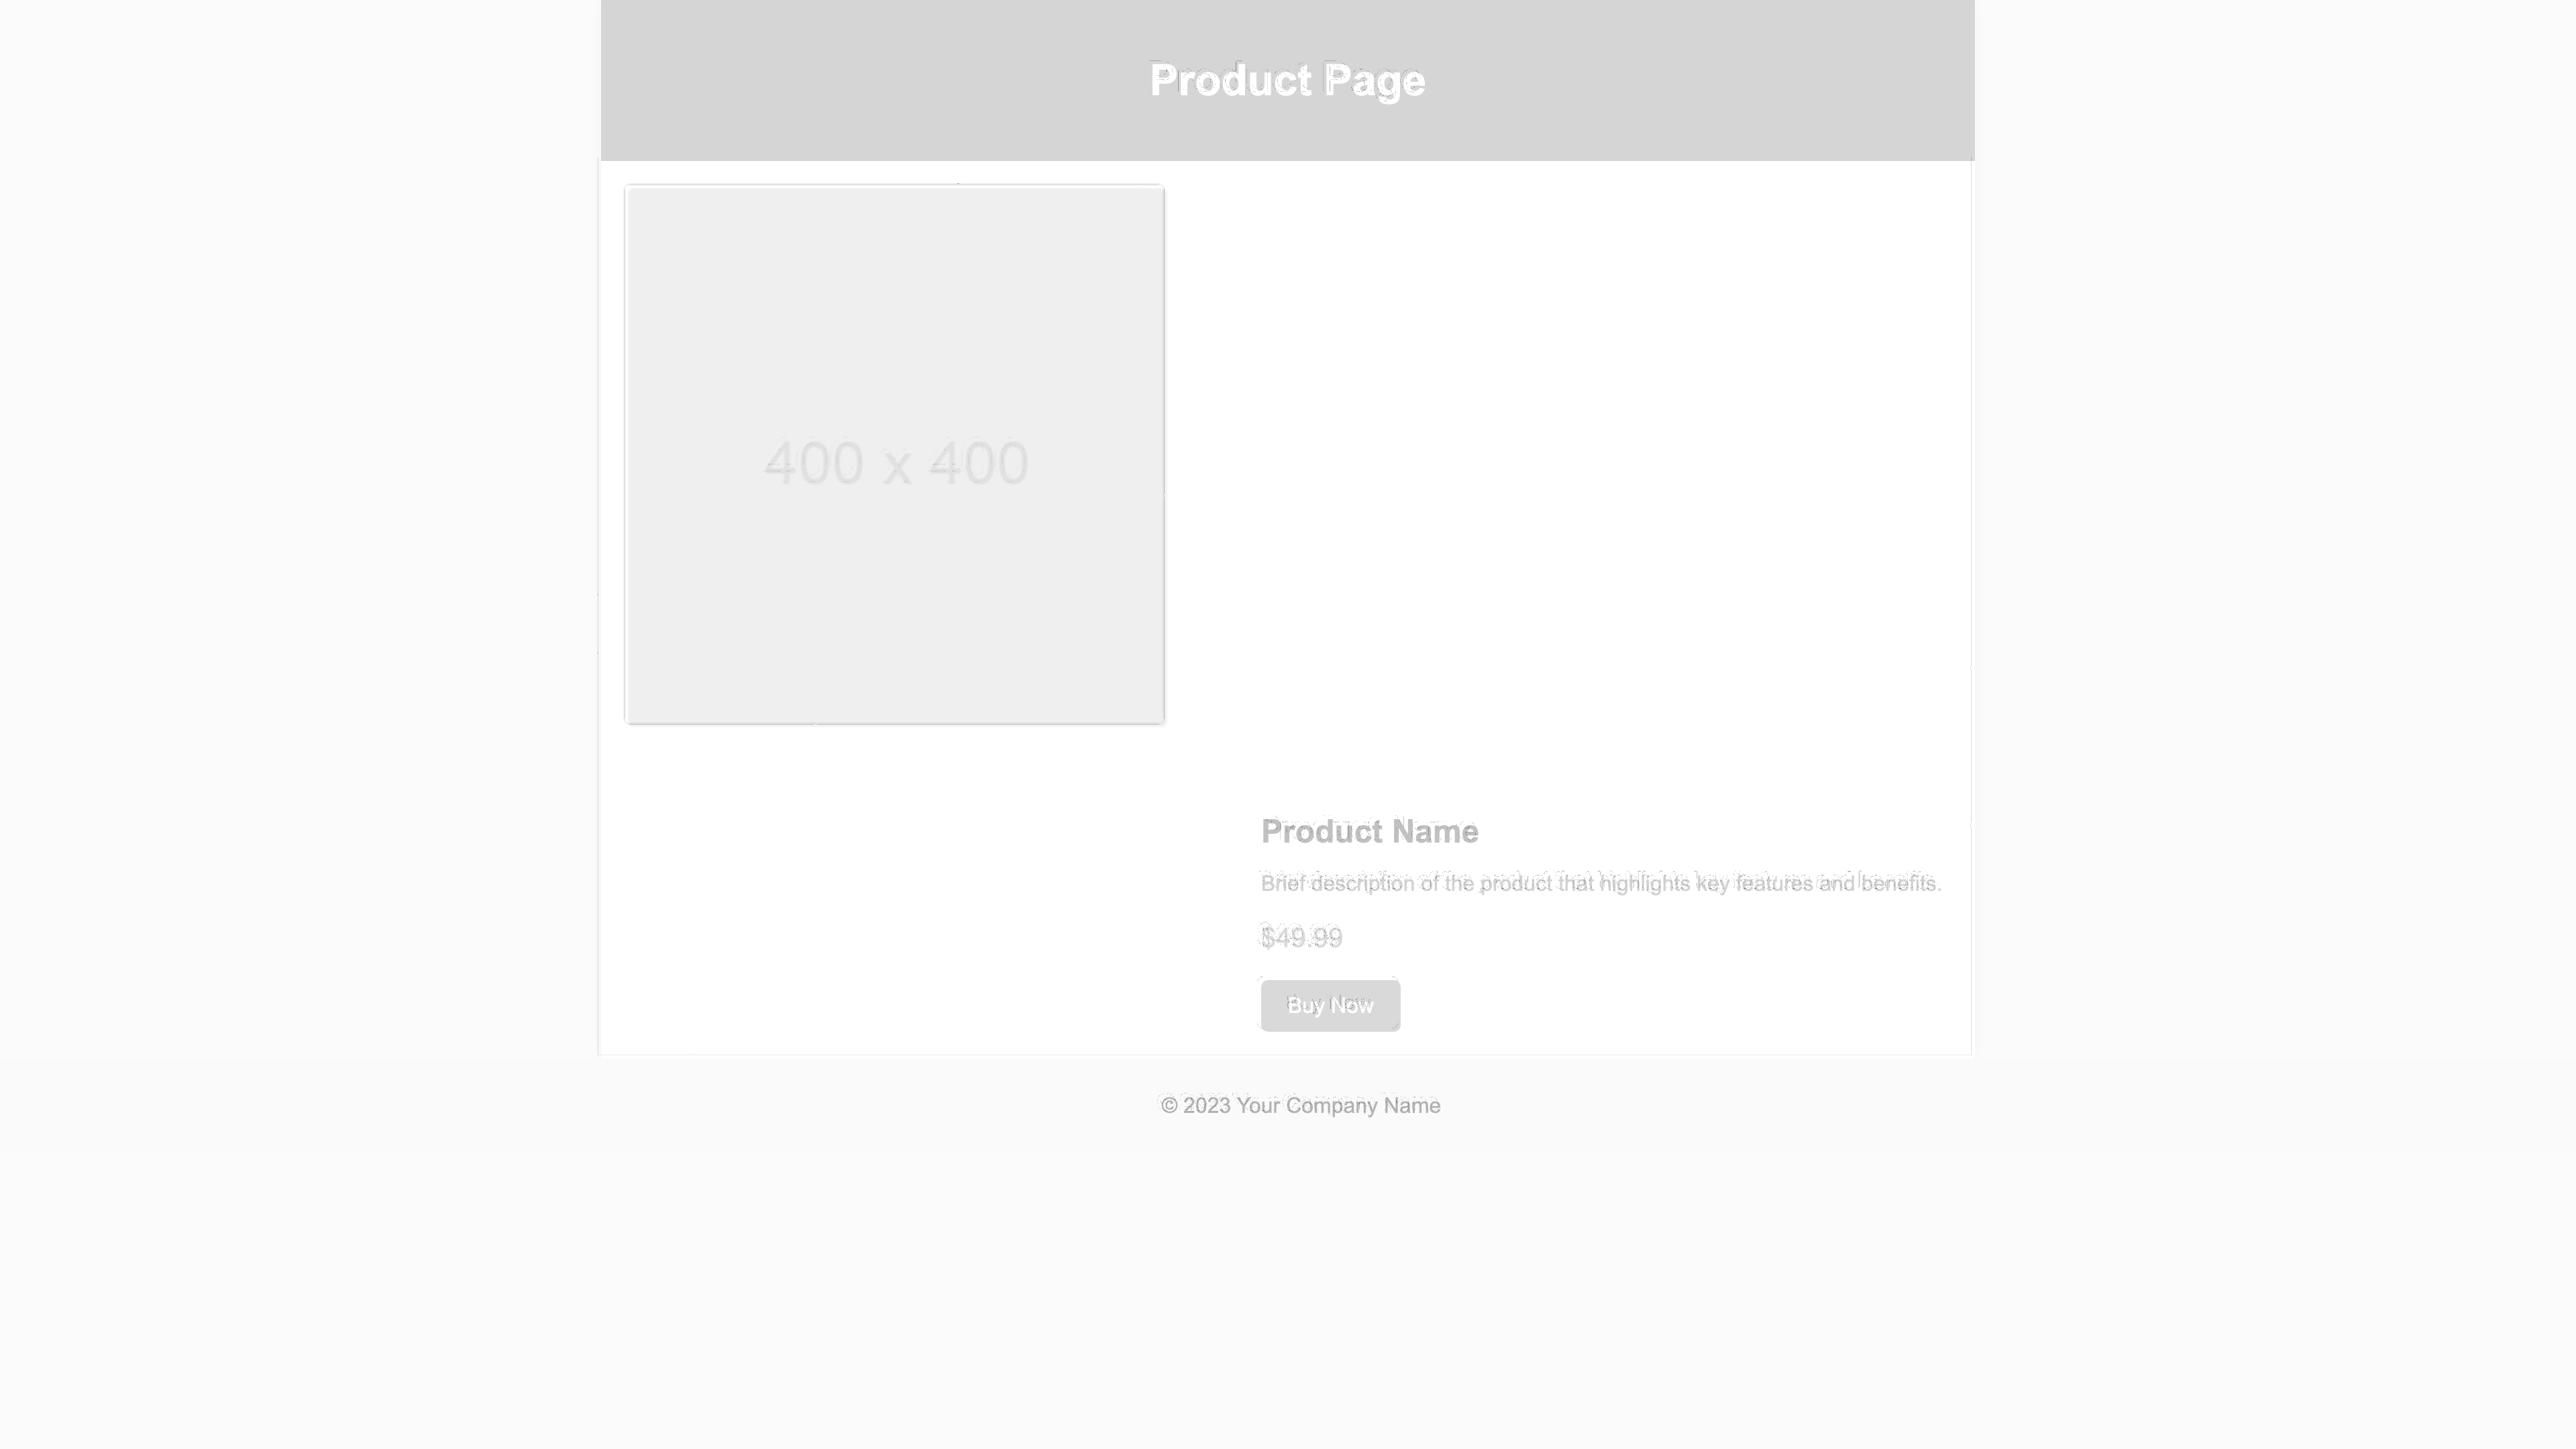 Product Page
400 x 400
Product Name
Brief description of the product that highlights key features and benefits.
$49.99
Buy Now
© 2023 Your Company Name